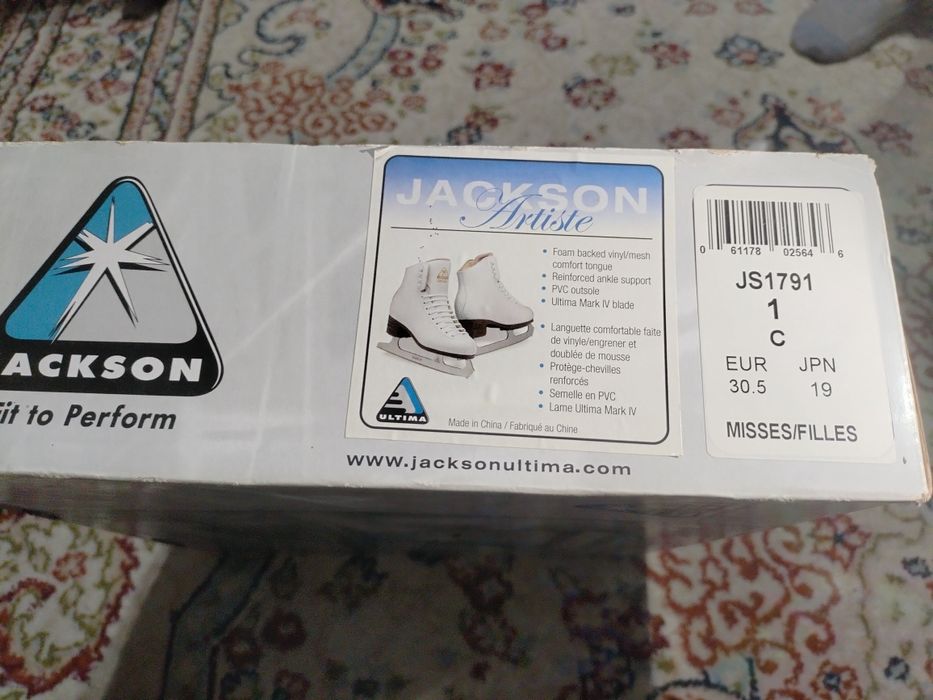 JACKSON
Fit to Perform
JACKSON
Artiste
• Foam backed vinyl/mesh
comfort tongue
• Reinforced ankle support
• PVC outsole
• Ultima Mark IV blade
• Languette comfortable faite
de vinyle/engrener et
doublée de mousse
• Protège-chevilles
renforcés
• Semelle en PVC
• Lame Ultima Mark IV
ULTIMA
Made in China / Fabriqué au Chine
www.jacksonultima.com
0 61178 02564 6
JS1791
1
C
EUR JPN
30.5 19
MISSES/FILLES